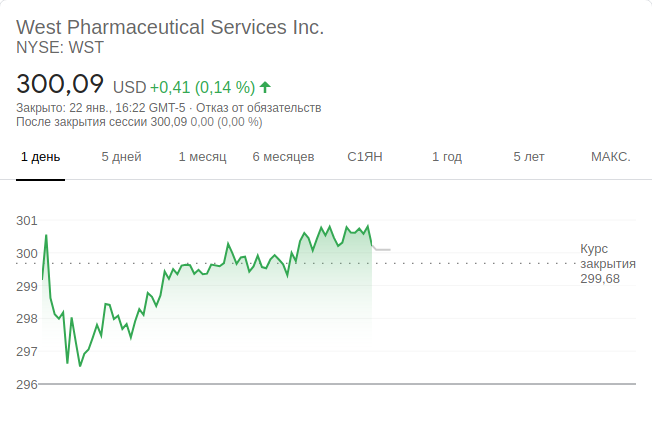 West Pharmaceutical Services Inc.
NYSE: WST
300,09 USD +0,41 (0,14 %)
Закрыто: 22 янв., 16:22 GMT-5 · Отказ от обязательств
После закрытия сессии 300,09 0,00 (0,00 %)
1 день 5 дней 1 месяц 6 месяцев С1ЯН 1 год 5 лет МАКС.
301
300
299
298
297
296
Курс
закрытия
299,68